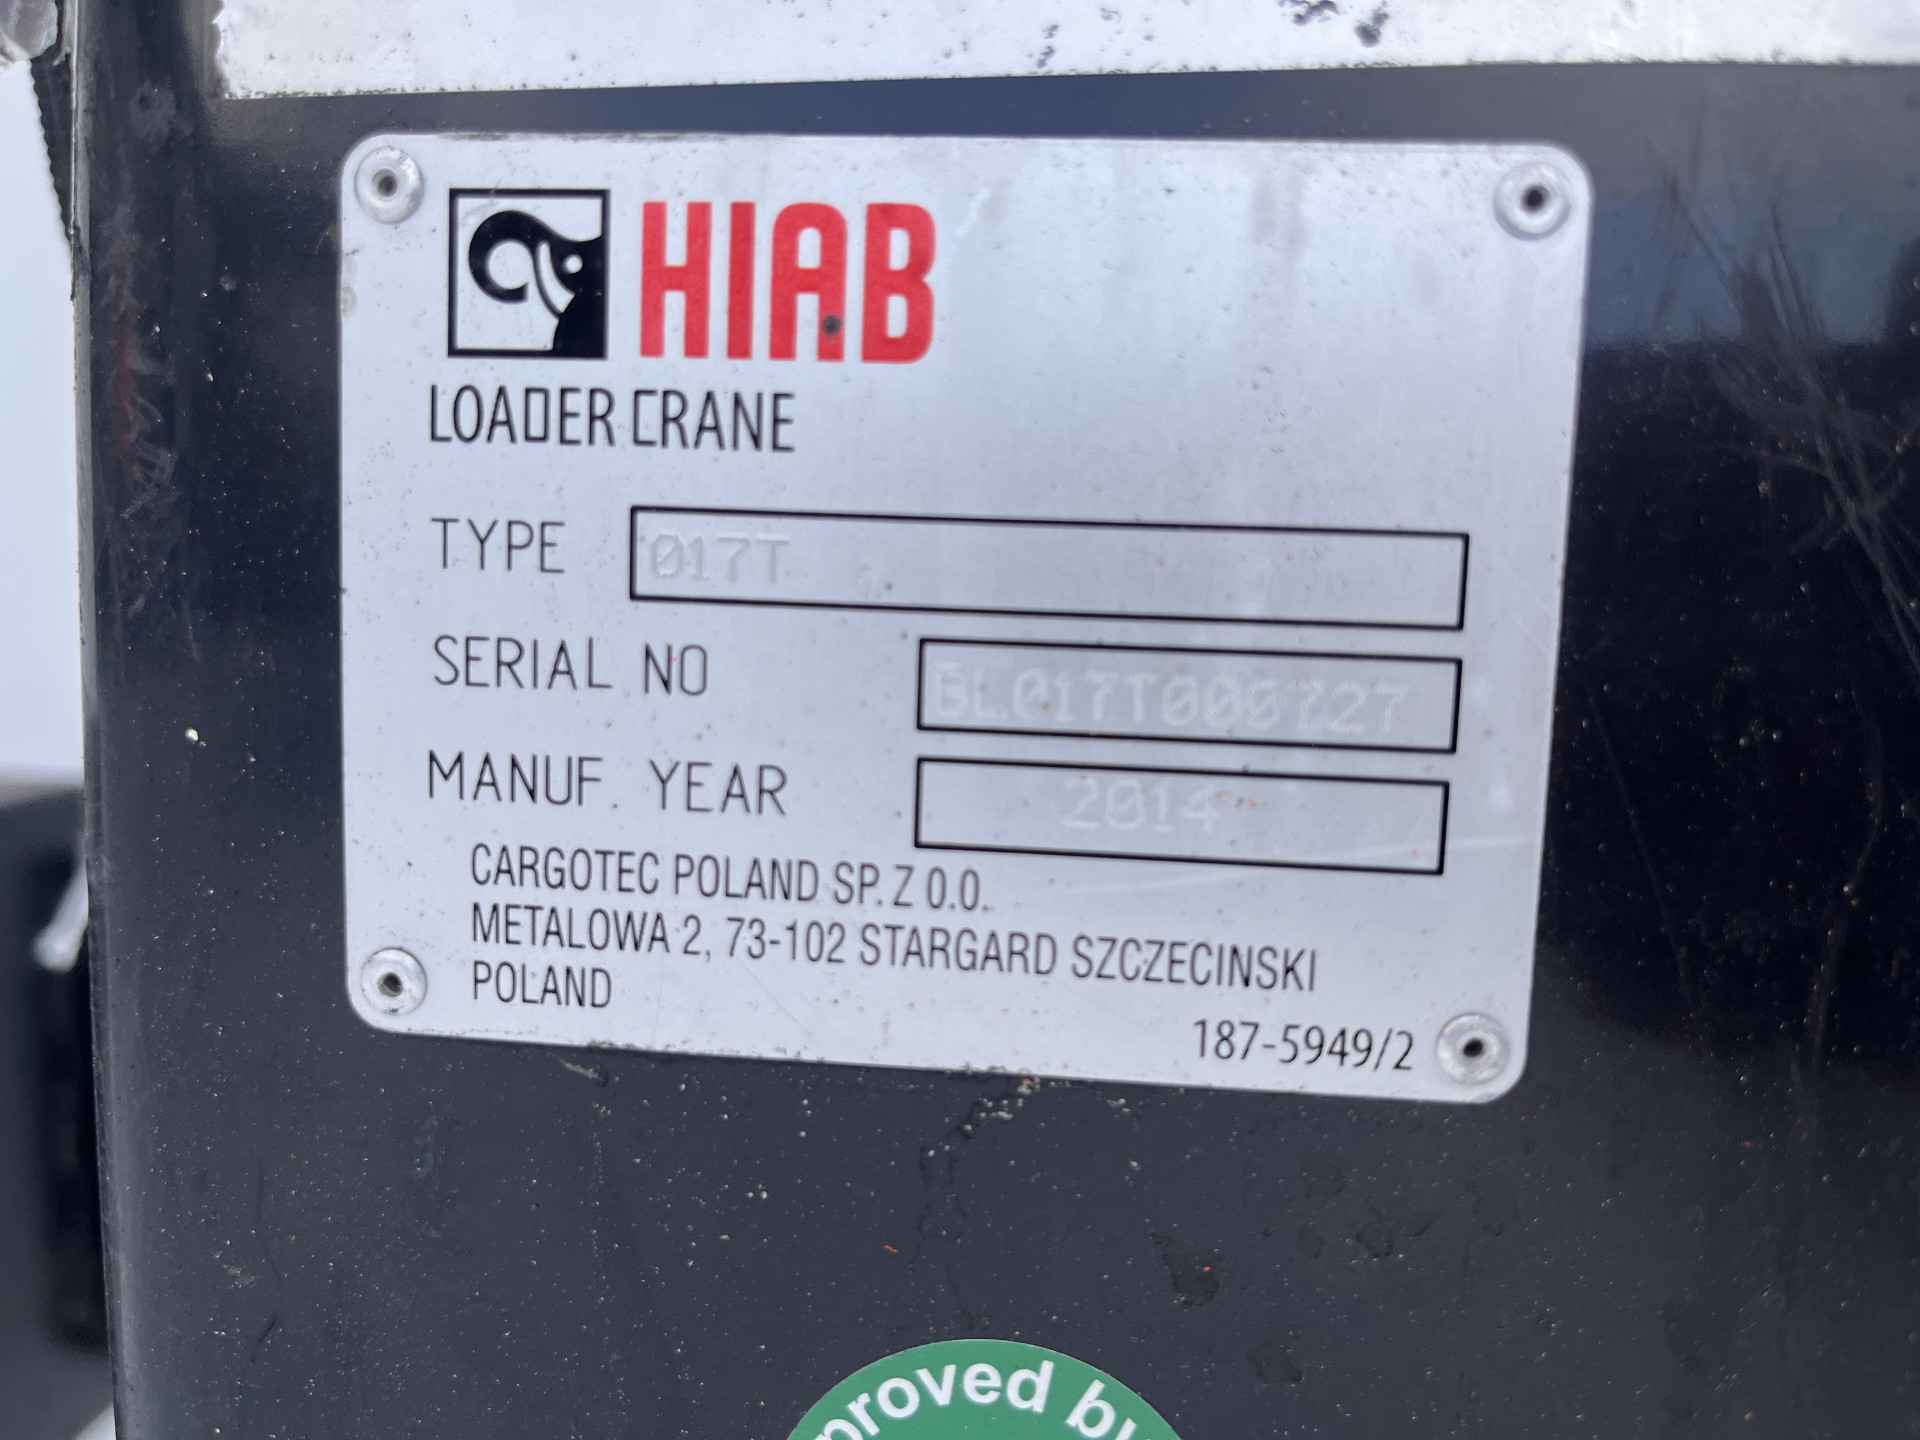 HIAB
LOADER CRANE
TYPE 017T
SERIAL NO
MANUF. YEAR 2014
CARGOTEC POLAND SP. Z O.O.
METALOWA 2, 73-102 STARGARD SZCZECINSKI
POLAND
187-5949/2